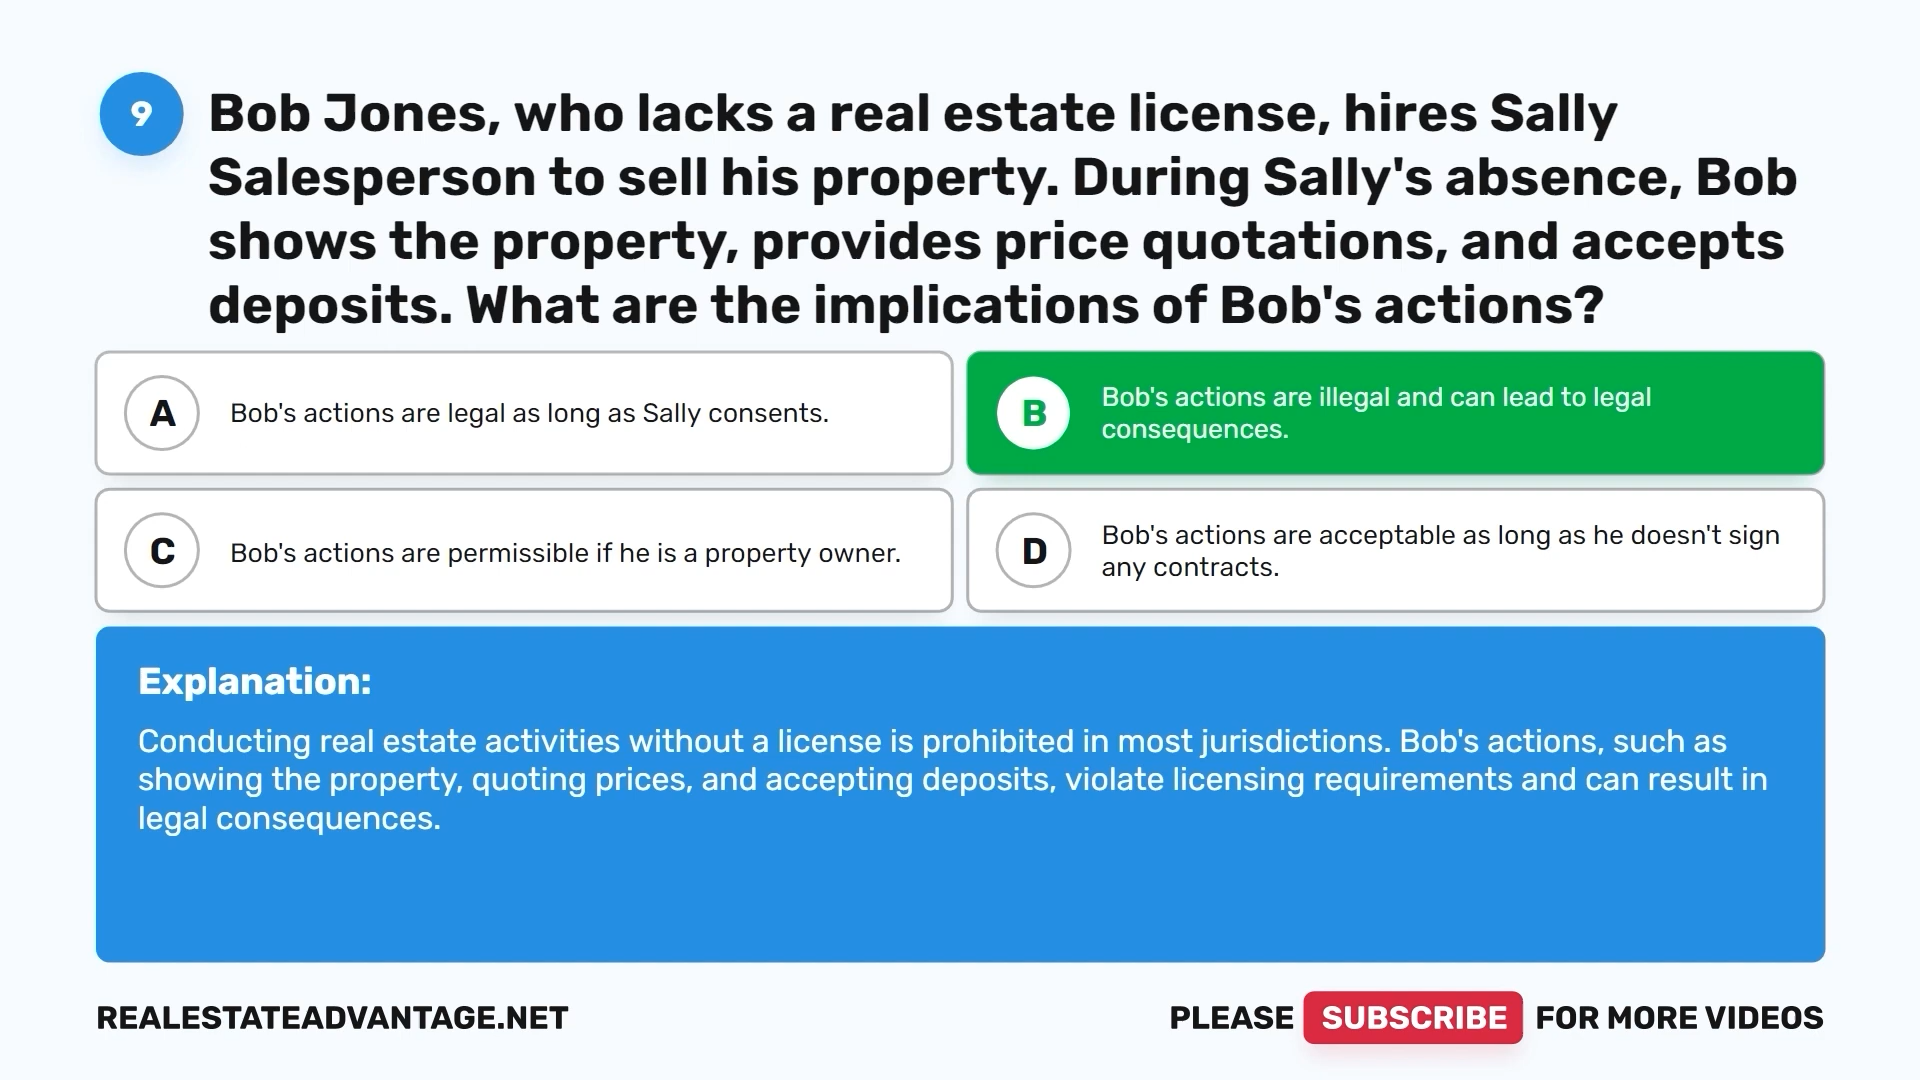 9
Bob Jones, who lacks a real estate license, hires Sally
Salesperson to sell his property. During Sally's absence, Bob
shows the property, provides price quotations, and accepts
deposits. What are the implications of Bob's actions?
A
Bob's actions are legal as long as Sally consents.
B
Bob's actions are illegal and can lead to legal
consequences.
C
Bob's actions are permissible if he is a property owner.
D
Bob's actions are acceptable as long as he doesn't sign
any contracts.
Explanation:
Conducting real estate activities without a license is prohibited in most jurisdictions. Bob's actions, such as
showing the property, quoting prices, and accepting deposits, violate licensing requirements and can result in
legal consequences.
REALESTATEADVANTAGE.NET
PLEASE SUBSCRIBE FOR MORE VIDEOS